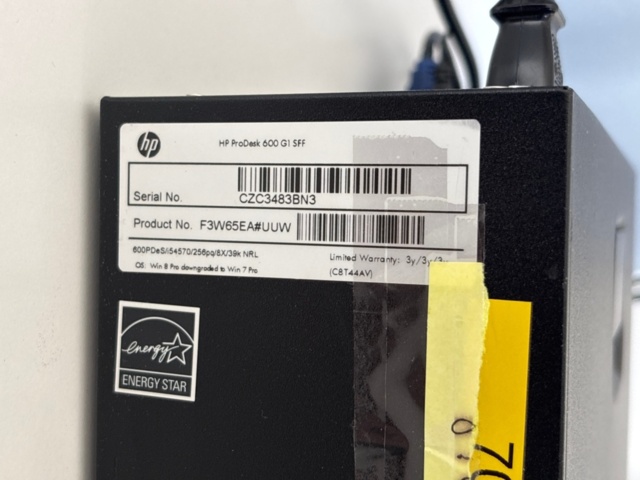 hp
HP ProDesk 600 G1 SFF
Serial No.
CZC3483BN3
Product No. F3W65EA#UUW
600PDeS/i54570/256pq/8X/39k NRL
OS: Win 8 Pro downgraded to Win 7 Pro
Limited Warranty: 3y/3y/3y
(C8T44AV)
energy
ENERGY STAR